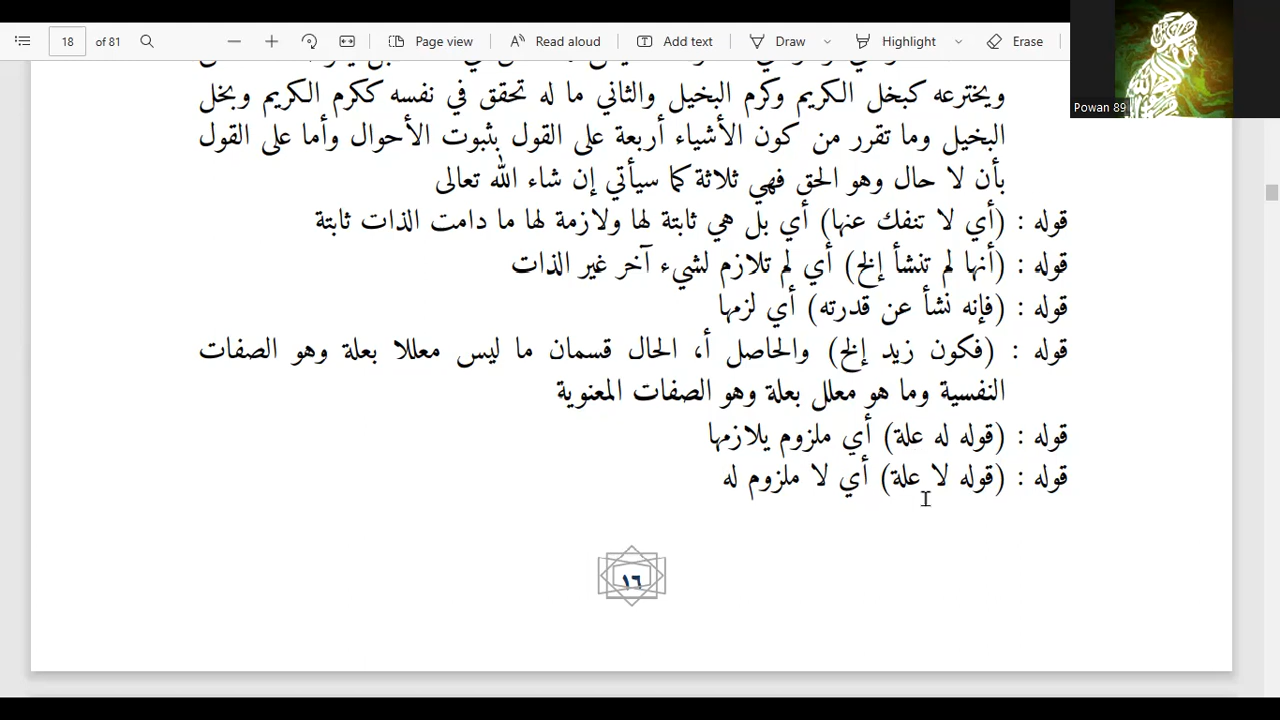 18 of 81
Page view
Read aloud
Add text
Draw
Highlight
Erase
Powan 89
ويخترعه كبخل الكريم وكرم البخيل والثاني ما له تحقق في نفسه ككرم الكريم وبخل
البخيل وما تقرر من كون الأشياء أربعة على القول بثبوت الأحوال وأما على القول
بأن لا حال وهو الحق فهي ثلاثة كما سيأتي إن شاء الله تعالى
قوله : (أي لا تنفك عنها) أي بل هي ثابتة لها ولازمة لها ما دامت الذات ثابتة
قوله : (أنها لم تنشأ إلخ) أي لم تلازم لشيء آخر غير الذات
قوله : (فإنه نشأ عن قدرته) أي لزمها
قوله : (فكون زيد إلخ) والحاصل أ، الحال قسمان ما ليس معللا بعلة وهو الصفات
النفسية وما هو معلل بعلة وهو الصفات المعنوية
قوله : (قوله له علة) أي ملزوم يلازمها
قوله : (قوله لا علة) أي لا ملزوم له
١٦